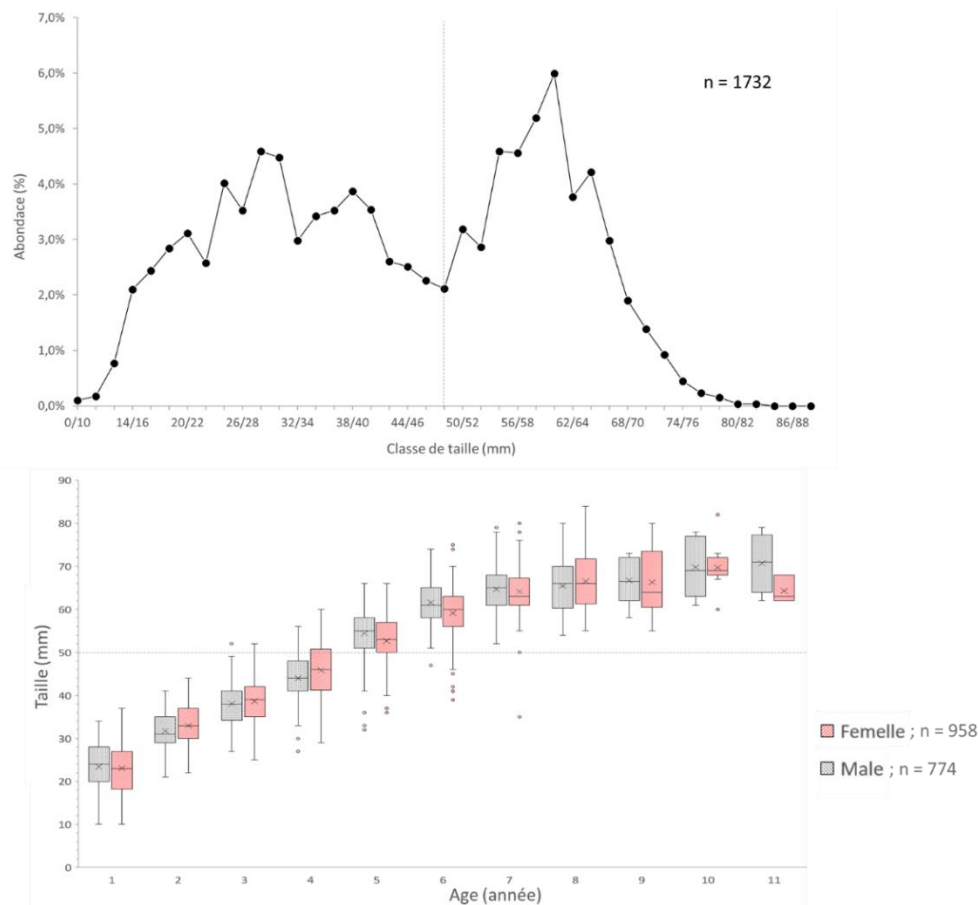 7,0%
6,0%
5,0%
4,0%
3,0%
2,0%
1,0%
0,0%
Abondace (%)
n = 1732
0/10 14/16 20/22 26/28 32/34 38/40 44/46 50/52 56/58 62/64 68/70 74/76 80/82 86/88
Classe de taille (mm)
90
80
70
60
50
40
30
20
10
0
Taille (mm)
1 2 3 4 5 6 7 8 9 10 11
Age (année)
Femelle ; n = 958
Male ; n = 774